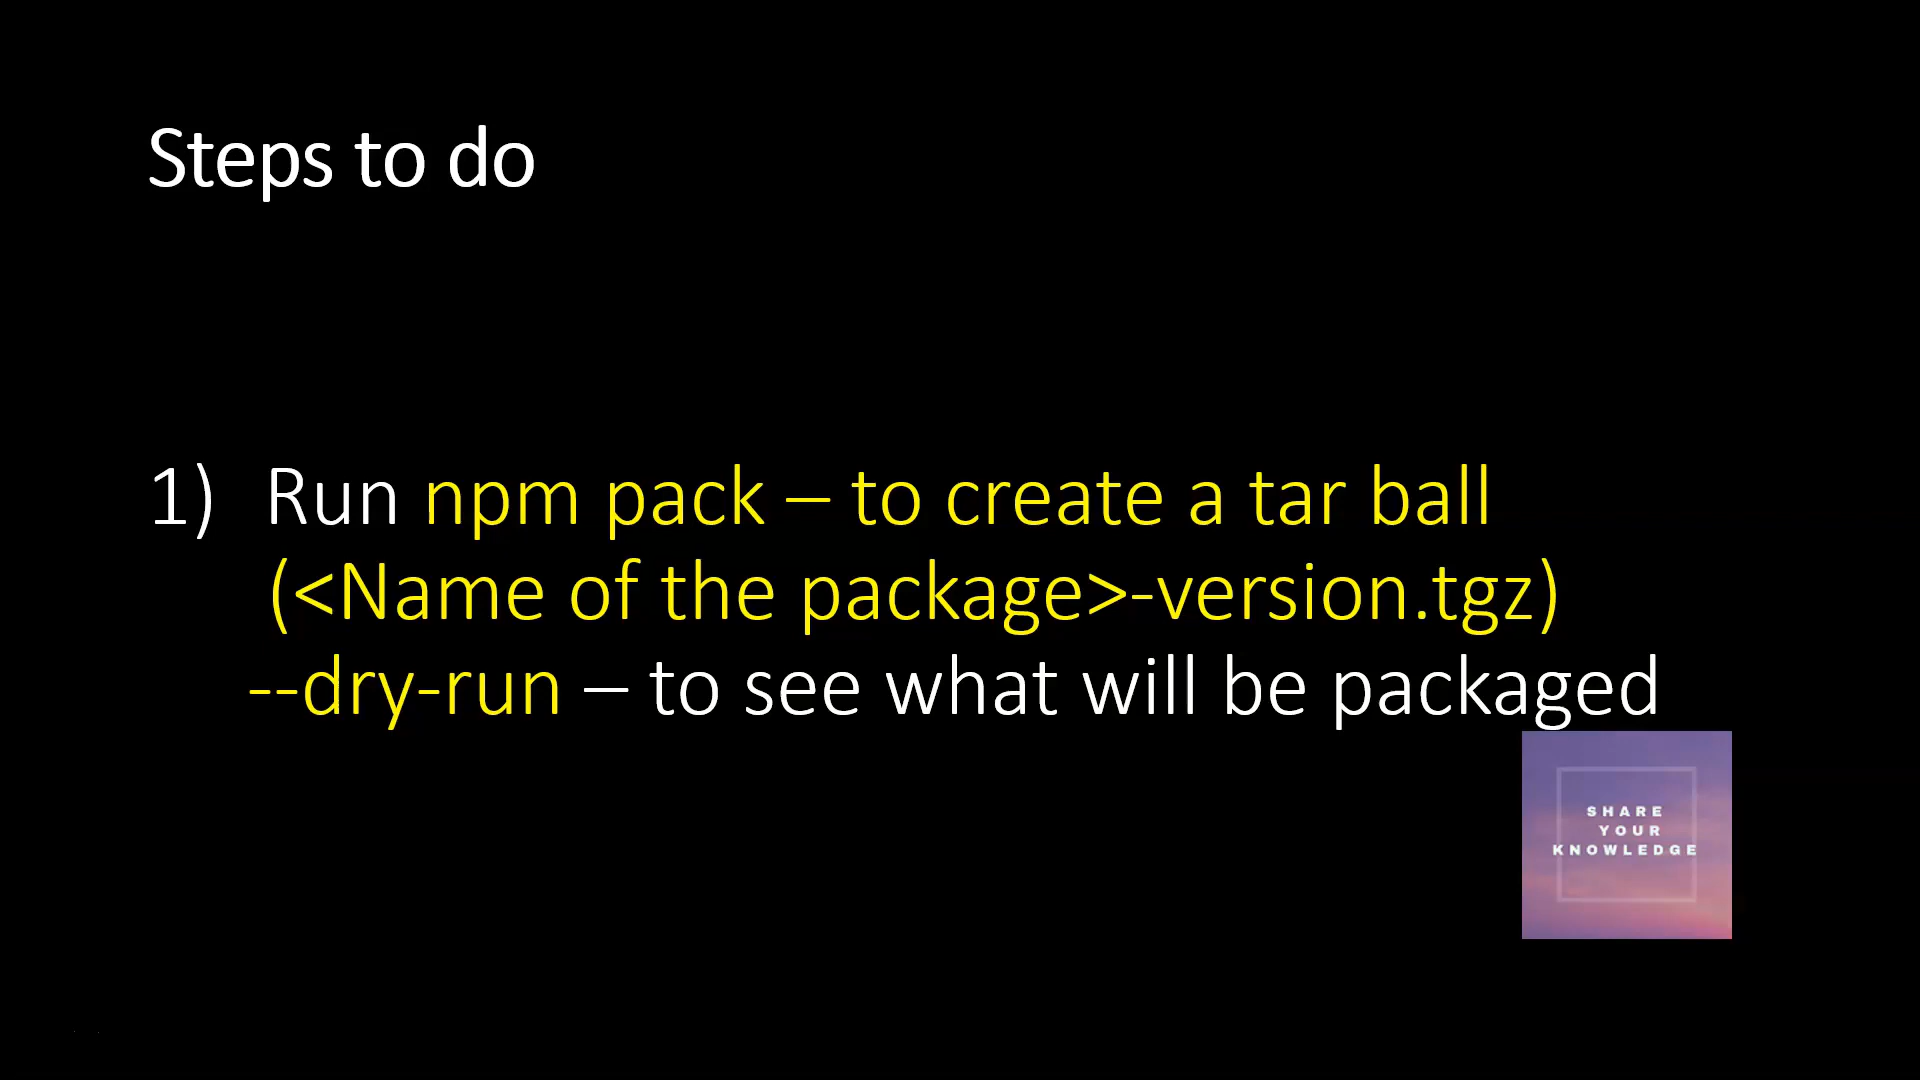 Steps to do
1) Run npm pack – to create a tar ball
(<Name of the package>-version.tgz)
--dry-run – to see what will be packaged
SHARE
YOUR
KNOWLEDGE